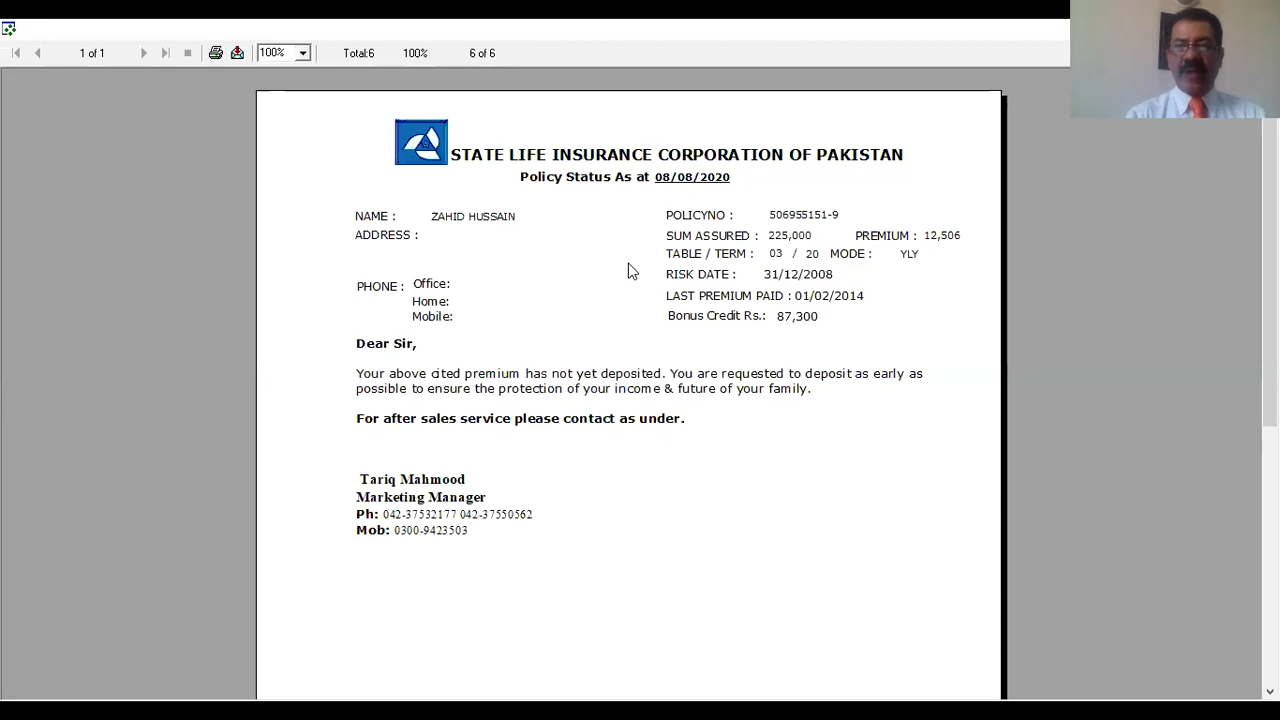 1 of 1 100% Total:6 100% 6 of 6
STATE LIFE INSURANCE CORPORATION OF PAKISTAN
Policy Status As at 08/08/2020
NAME : ZAHID HUSSAIN
ADDRESS :
PHONE : Office:
Home:
Mobile:
POLICYNO : 506955151-9
SUM ASSURED : 225,000 PREMIUM : 12,506
TABLE / TERM : 03 / 20 MODE : YLY
RISK DATE : 31/12/2008
LAST PREMIUM PAID : 01/02/2014
Bonus Credit Rs.: 87,300
Dear Sir,
Your above cited premium has not yet deposited. You are requested to deposit as early as
possible to ensure the protection of your income & future of your family.
For after sales service please contact as under.
Tariq Mahmood
Marketing Manager
Ph: 042-37532177 042-37550562
Mob: 0300-9423503